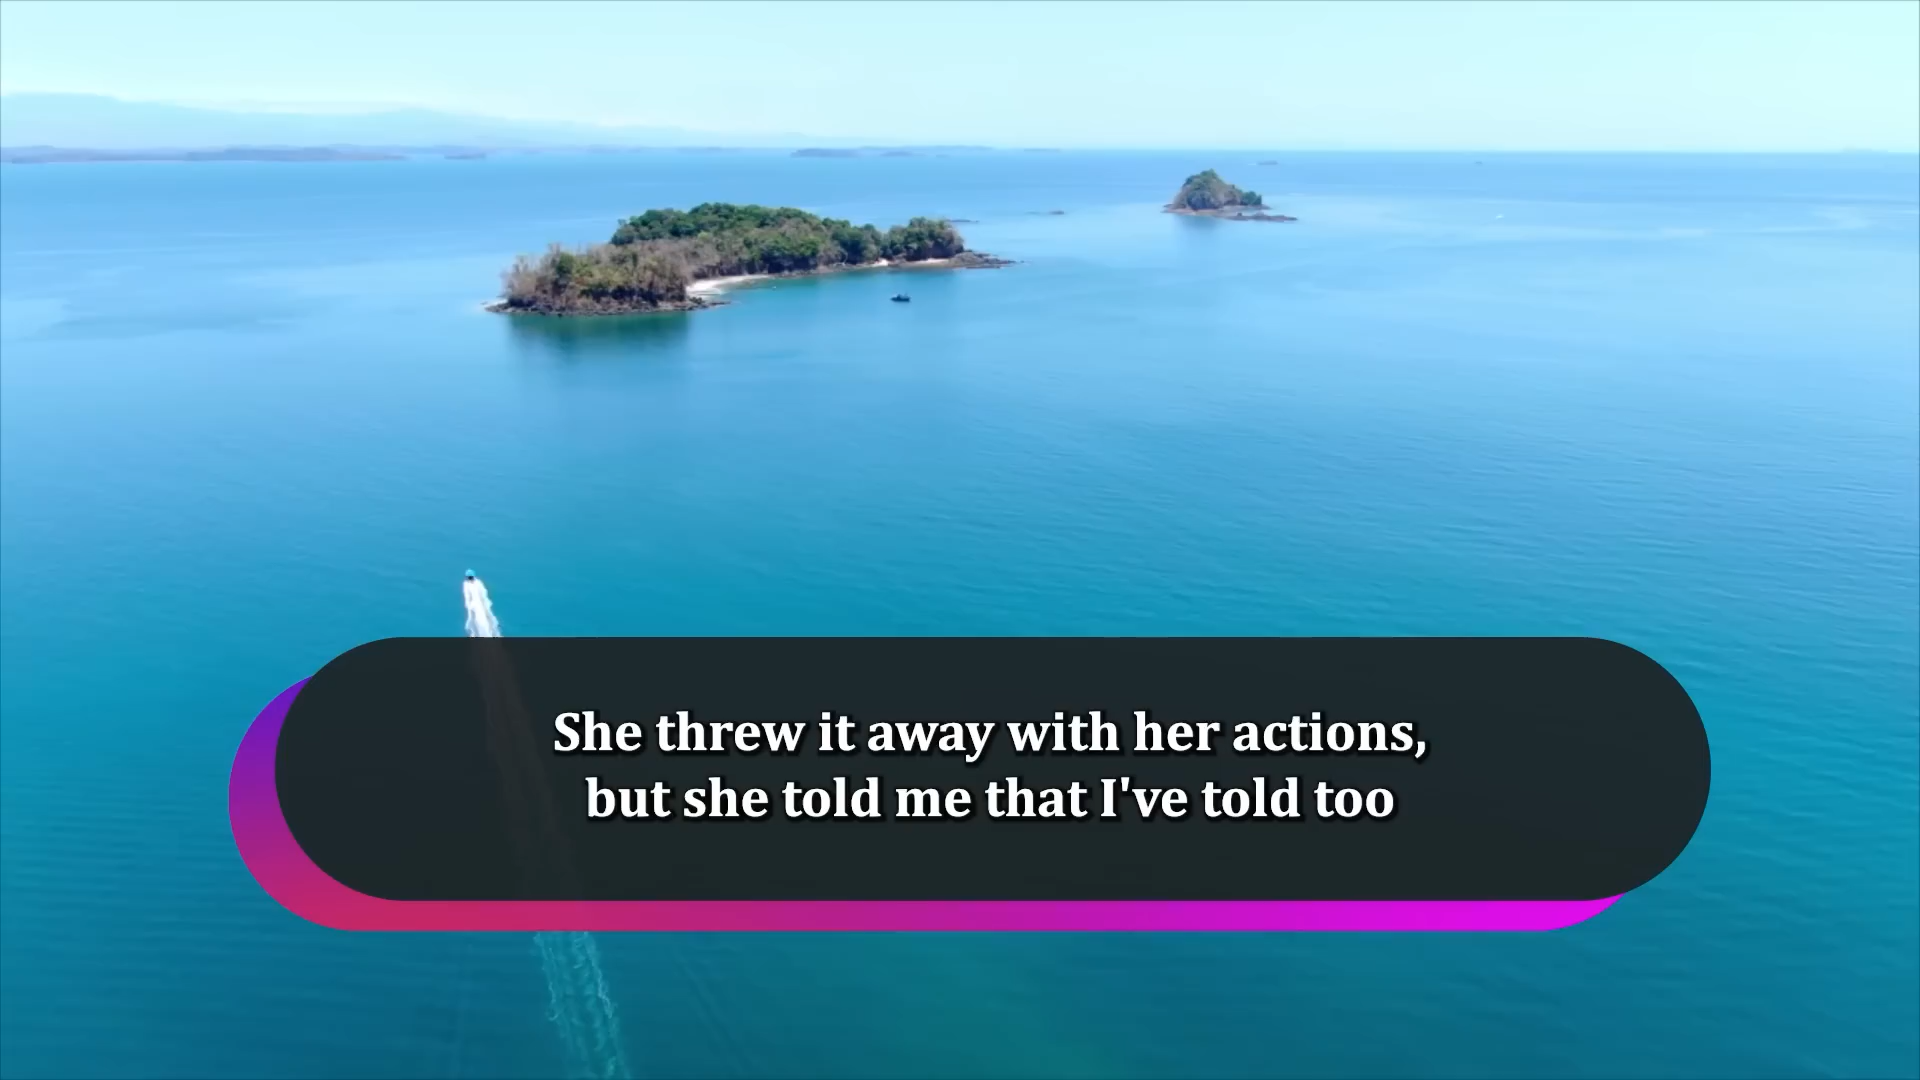 She threw it away with her actions,
but she told me that I've told too